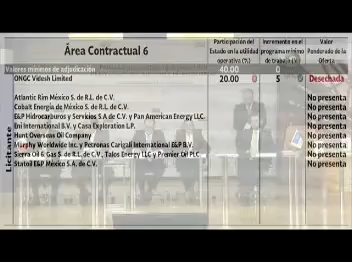 Área Contractual 6
Participación del Estado en la utilidad operativa (%)
Incremento en el programa mínimo de trabajo (%)
Valor Ponderado de la Oferta
Valores mínimos de adjudicación 40.00 0
ONGC Videsh Limited 20.00 0 5 0 Desechada
Licitante
Atlantic Rim México S. de R.L. de C.V. No presenta
Cobalt Energía de México S. de R.L. de C.V. No presenta
E&P Hidrocarburos y Servicios S.A de C.V. y Pan American Energy LLC. No presenta
Eni International B.V. y Casa Exploration L.P. No presenta
Hunt Overseas Oil Company No presenta
Murphy Worldwide Inc. y Petronas Carigali International E&P B.V. No presenta
Sierra Oil & Gas S. de R.L. de C.V., Talos Energy LLC y Premier Oil PLC No presenta
Statoil E&P México S.A. de C.V. No presenta